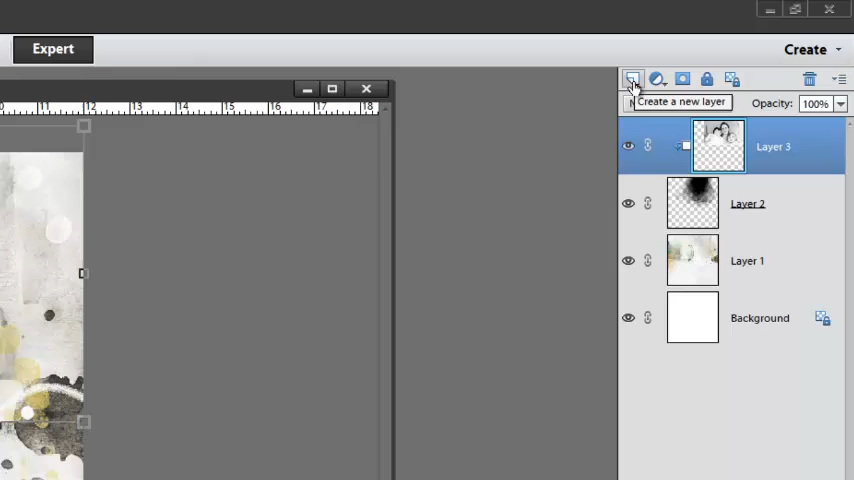 Expert
Create
11 12 13 14 15 16 17 18
Create a new layer
Opacity: 100%
Layer 3
Layer 2
Layer 1
Background